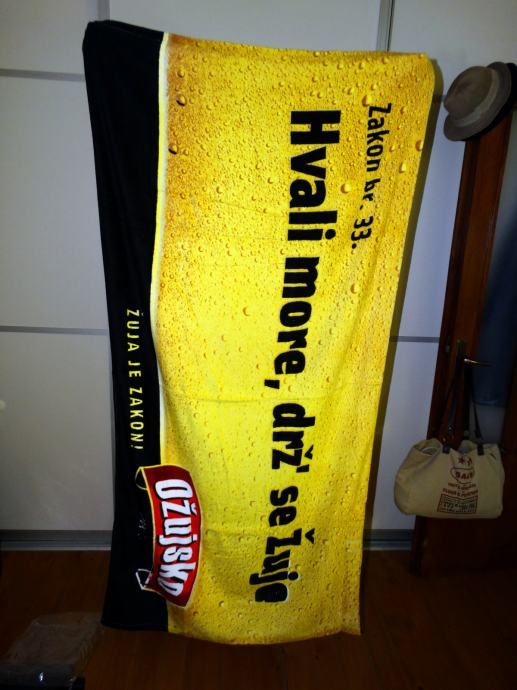 Zakon br. 33.
Hvali more, drž' se Žuje
ŽUJA JE ZAKON!
Ožujsko